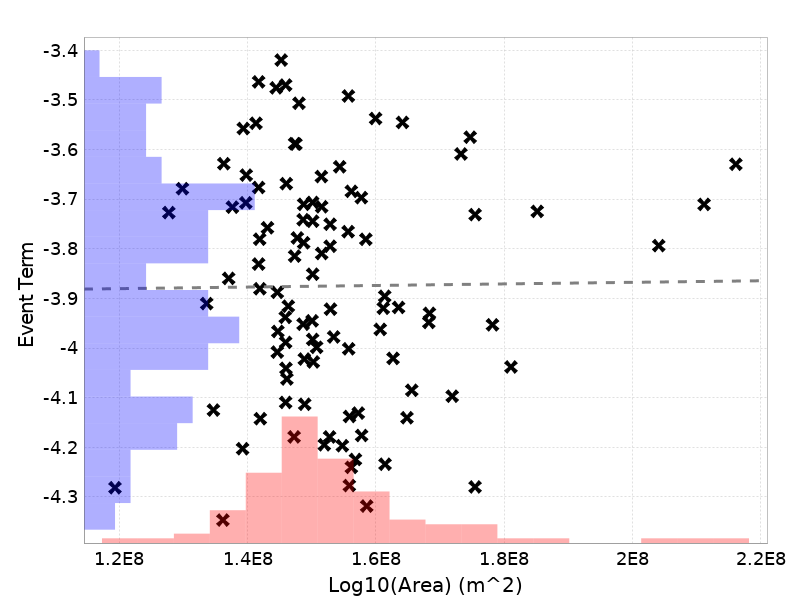 -3.4
-3.5
-3.6
-3.7
-3.8
-3.9
-4
-4.1
-4.2
-4.3
Event Term
1.2E8
1.4E8
1.6E8
1.8E8
2E8
2.2E8
Log10(Area) (m^2)